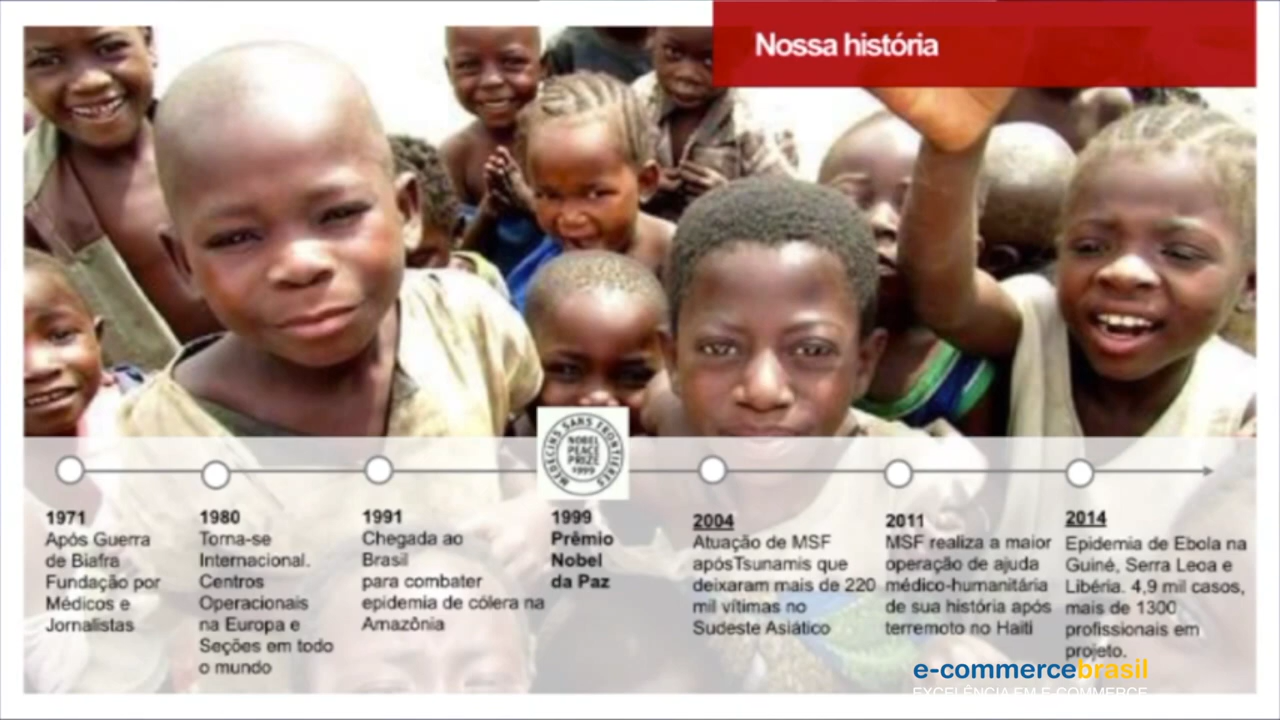 Nossa história
MEDECINS SANS FRONTIERES
NOBEL
PEACE
PRIZE
1999
1971
Após Guerra
de Biafra
Fundação por
Médicos e
Jornalistas
1980
Torna-se
Internacional.
Centros
Operacionais
na Europa e
Seções em todo
o mundo
1991
Chegada ao
Brasil
para combater
epidemia de cólera na
Amazônia
1999
Prêmio
Nobel
da Paz
2004
Atuação de MSF
apósTsunamis que
deixaram mais de 220
mil vítimas no
Sudeste Asiático
2011
MSF realiza a maior
operação de ajuda
médico-humanitária
de sua história após
terremoto no Haiti
2014
Epidemia de Ebola na
Guiné, Serra Leoa e
Libéria. 4,9 mil casos,
mais de 1300
profissionais em
projeto.
e-commercebrasil
EXCELÊNCIA EM E-COMMERCE